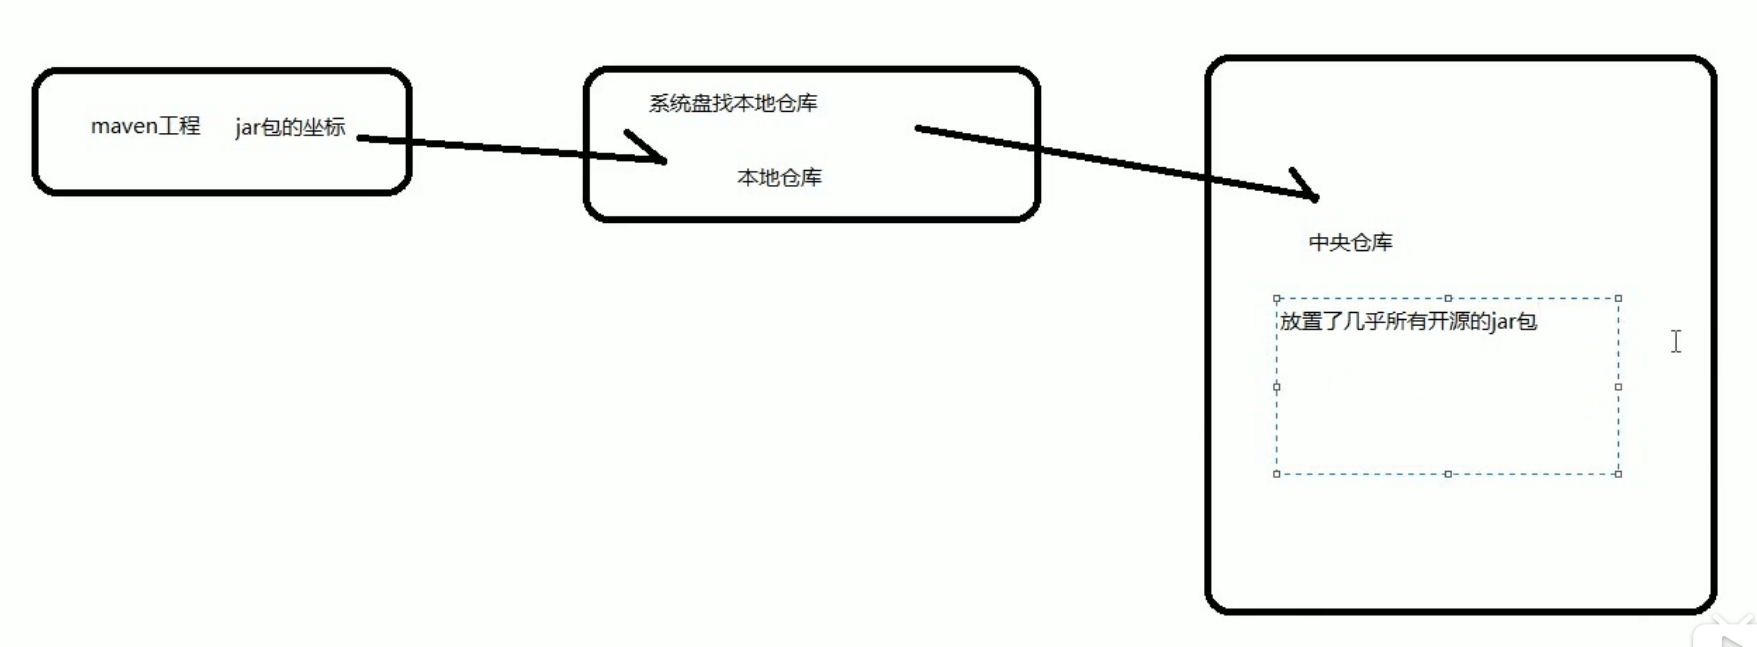 maven工程 jar包的坐标
系统盘找本地仓库
本地仓库
中央仓库
放置了几乎所有开源的jar包